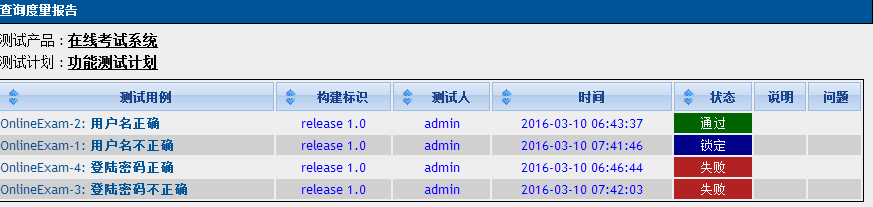 查询度量报告
测试产品：在线考试系统
测试计划：功能测试计划
测试用例 构建标识 测试人 时间 状态 说明 问题
OnlineExam-2: 用户名正确 release 1.0 admin 2016-03-10 06:43:37 通过
OnlineExam-1: 用户名不正确 release 1.0 admin 2016-03-10 07:41:46 锁定
OnlineExam-4: 登陆密码正确 release 1.0 admin 2016-03-10 06:46:44 失败
OnlineExam-3: 登陆密码不正确 release 1.0 admin 2016-03-10 07:42:03 失败